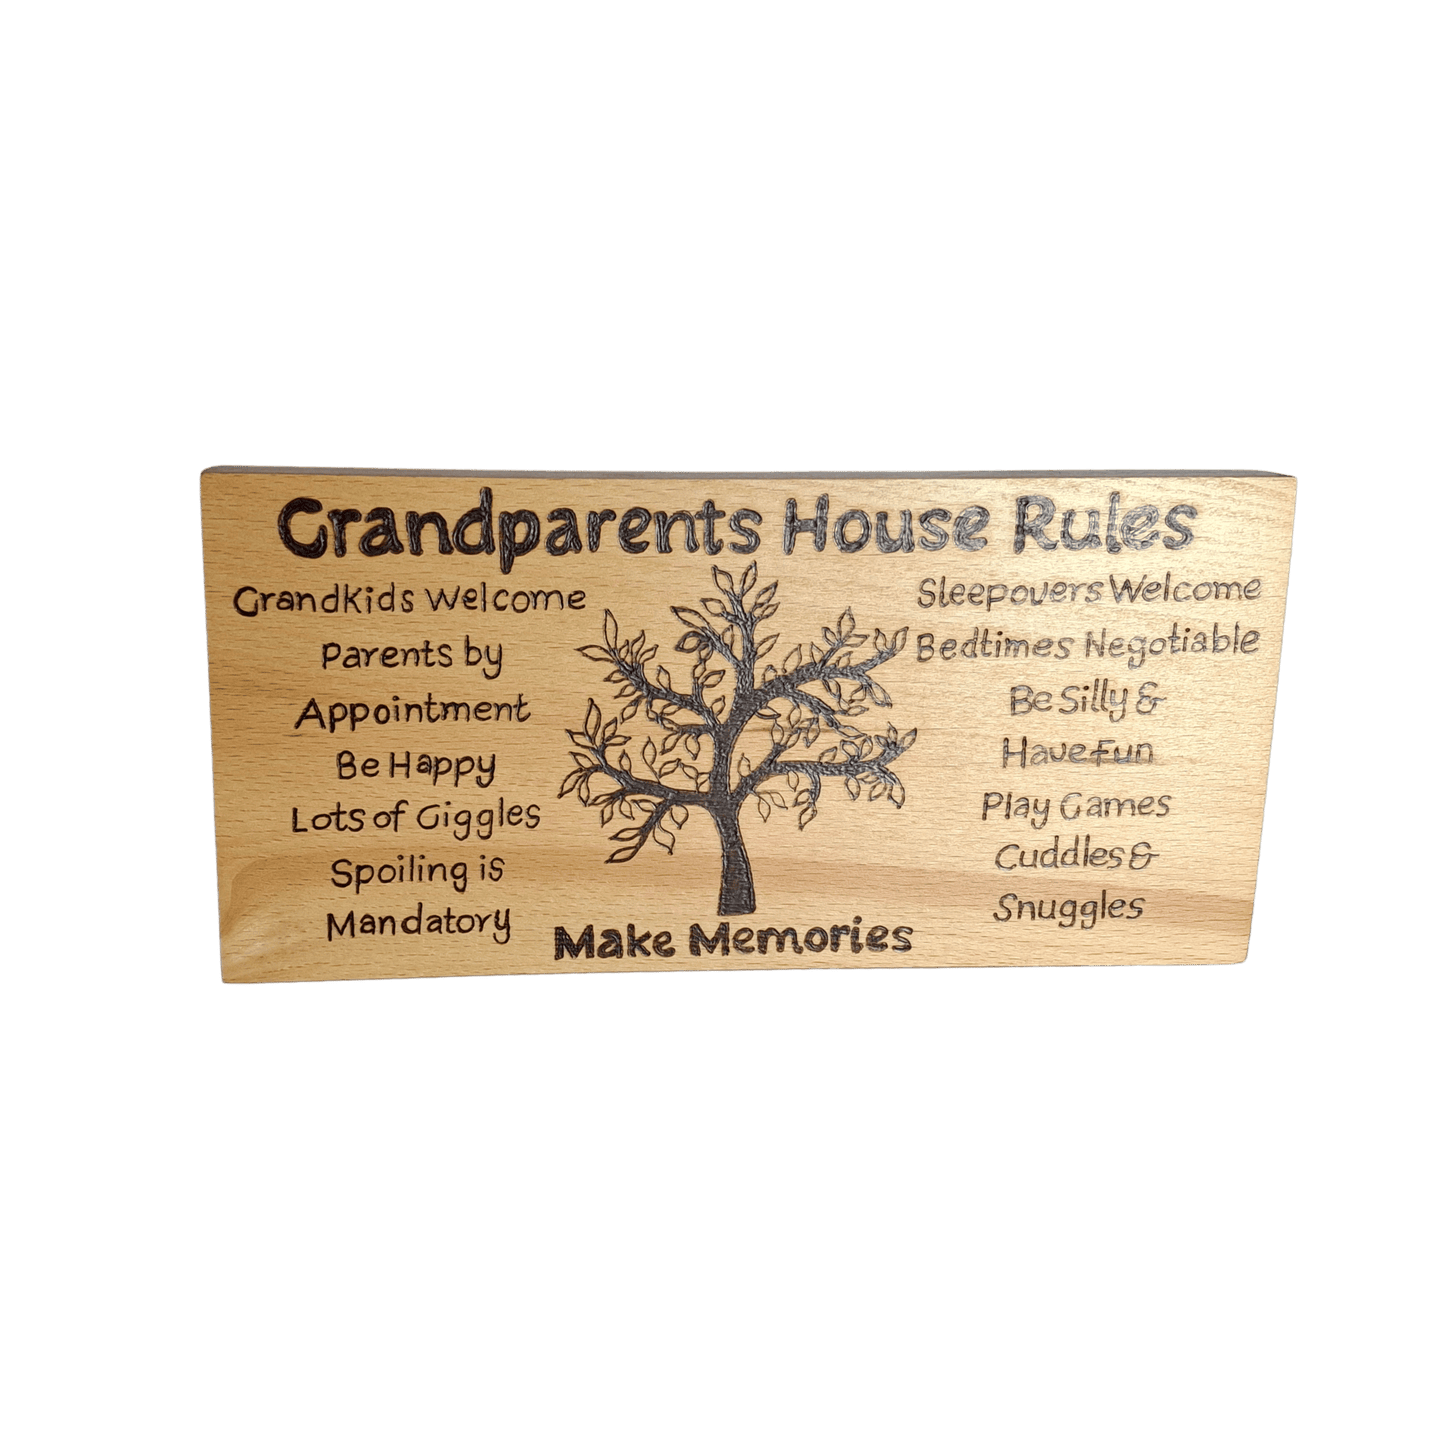 Grandparents House Rules
Grandkids Welcome
Parents by
Appointment
Be Happy
Lots of Giggles
Spoiling is
Mandatory
Sleepovers Welcome
Bedtimes Negotiable
Be Silly &
Have Fun
Play Games
Cuddles &
Snuggles
Make Memories